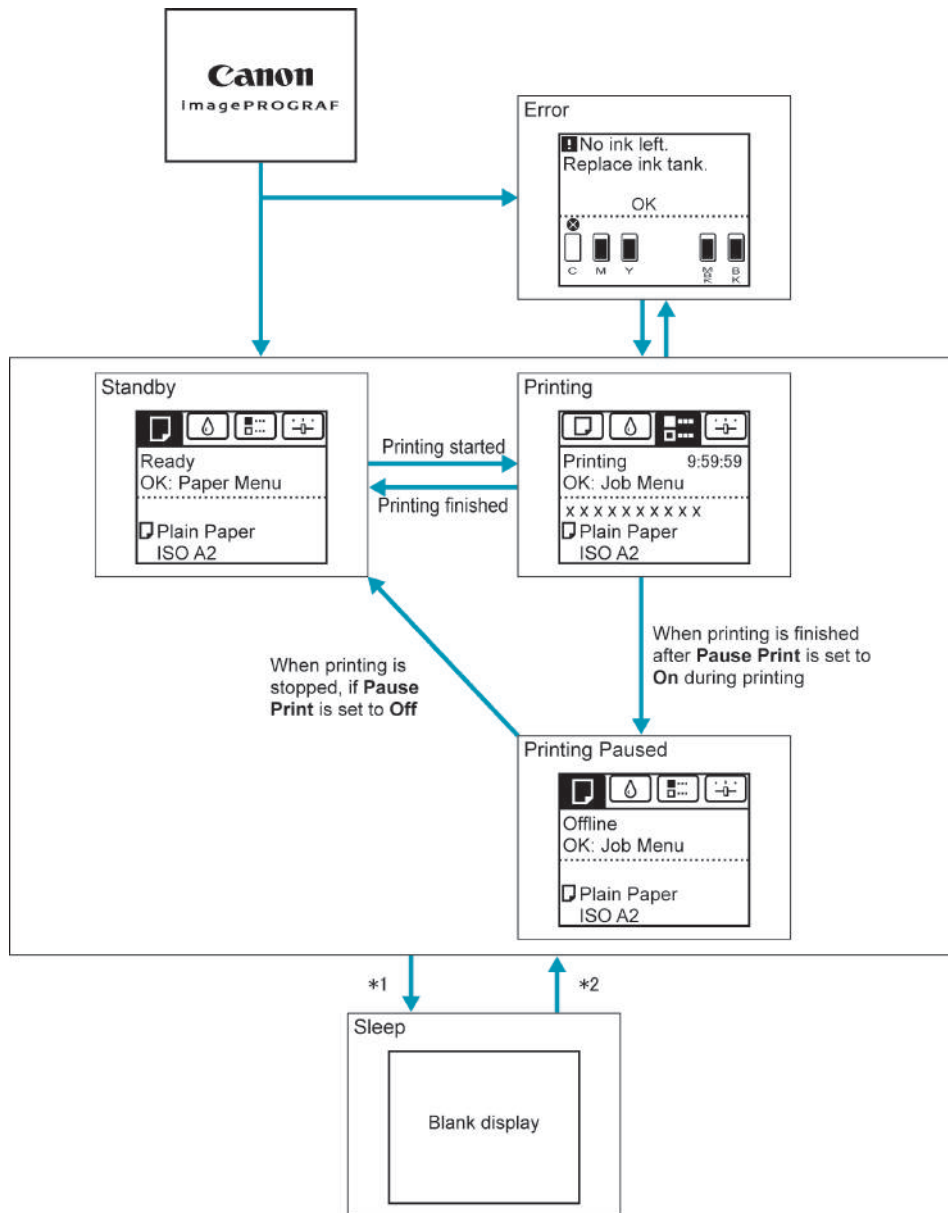 Canon
imagePROGRAF
Error
! No ink left.
Replace ink tank.
OK
C M Y MBK BK
Standby
Ready
OK: Paper Menu
Plain Paper
ISO A2
Printing started
Printing finished
Printing
Printing 9:59:59
OK: Job Menu
x x x x x x x x x x
Plain Paper
ISO A2
When printing is
stopped, if Pause
Print is set to Off
When printing is finished
after Pause Print is set to
On during printing
Printing Paused
Offline
OK: Job Menu
Plain Paper
ISO A2
*1
*2
Sleep
Blank display